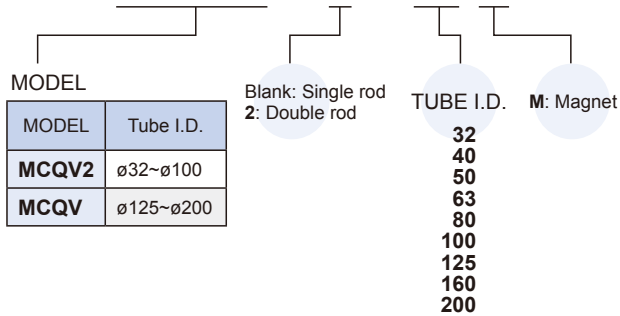 MODEL
MODEL Tube I.D.
MCQV2 ø32~ø100
MCQV ø125~ø200
Blank: Single rod
2: Double rod
TUBE I.D.
32
40
50
63
80
100
125
160
200
M: Magnet